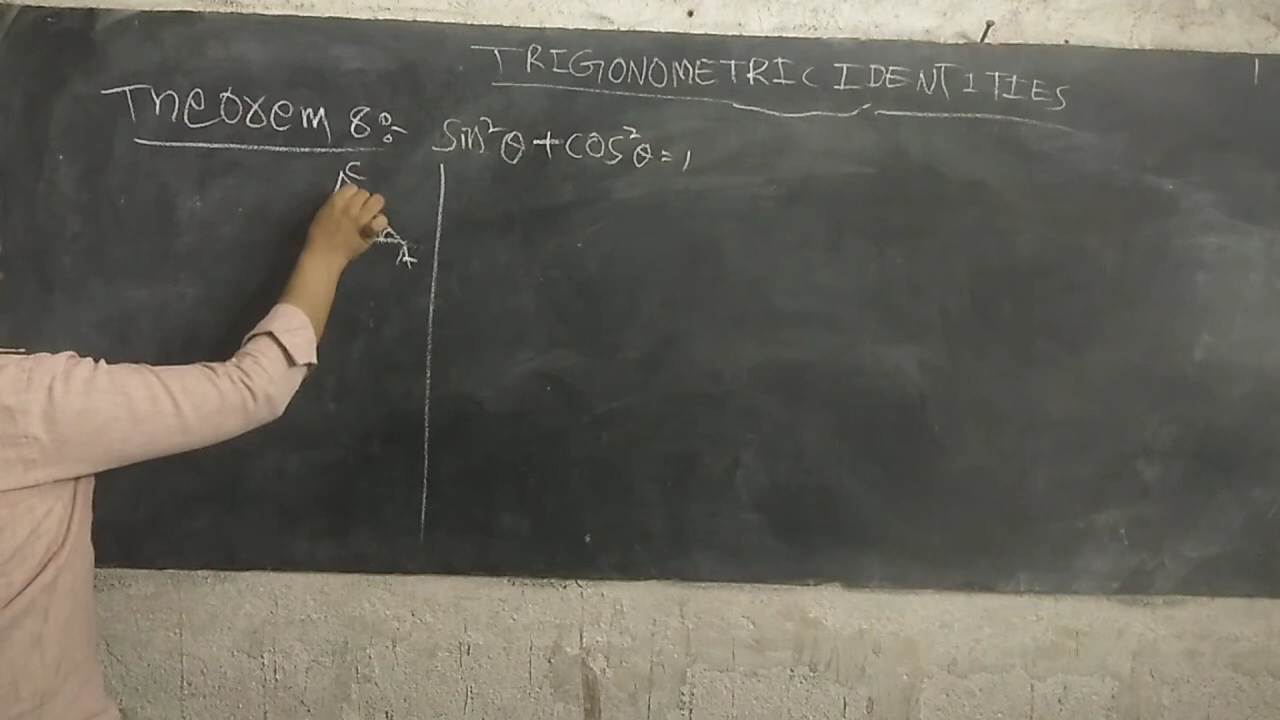 TRIGONOMETRIC IDENTITIES
Theorem 8:- Sin²θ + cos²θ = 1
C
A